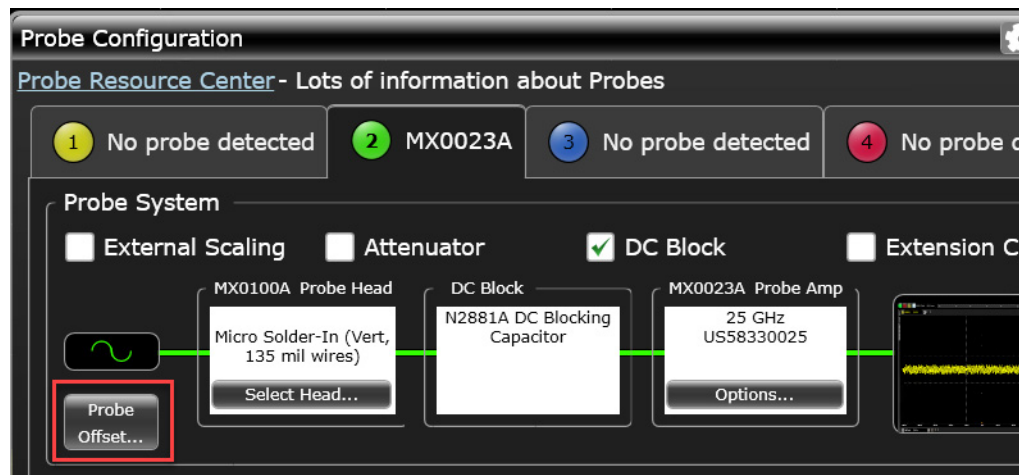 Probe Configuration
Probe Resource Center - Lots of information about Probes
1 No probe detected
2 MX0023A
3 No probe detected
4 No probe
Probe System
External Scaling
Attenuator
DC Block
Extension C
MX0100A Probe Head
DC Block
MX0023A Probe Amp
Micro Solder-In (Vert,
135 mil wires)
Select Head...
N2881A DC Blocking
Capacitor
25 GHz
US58330025
Options...
Probe
Offset...